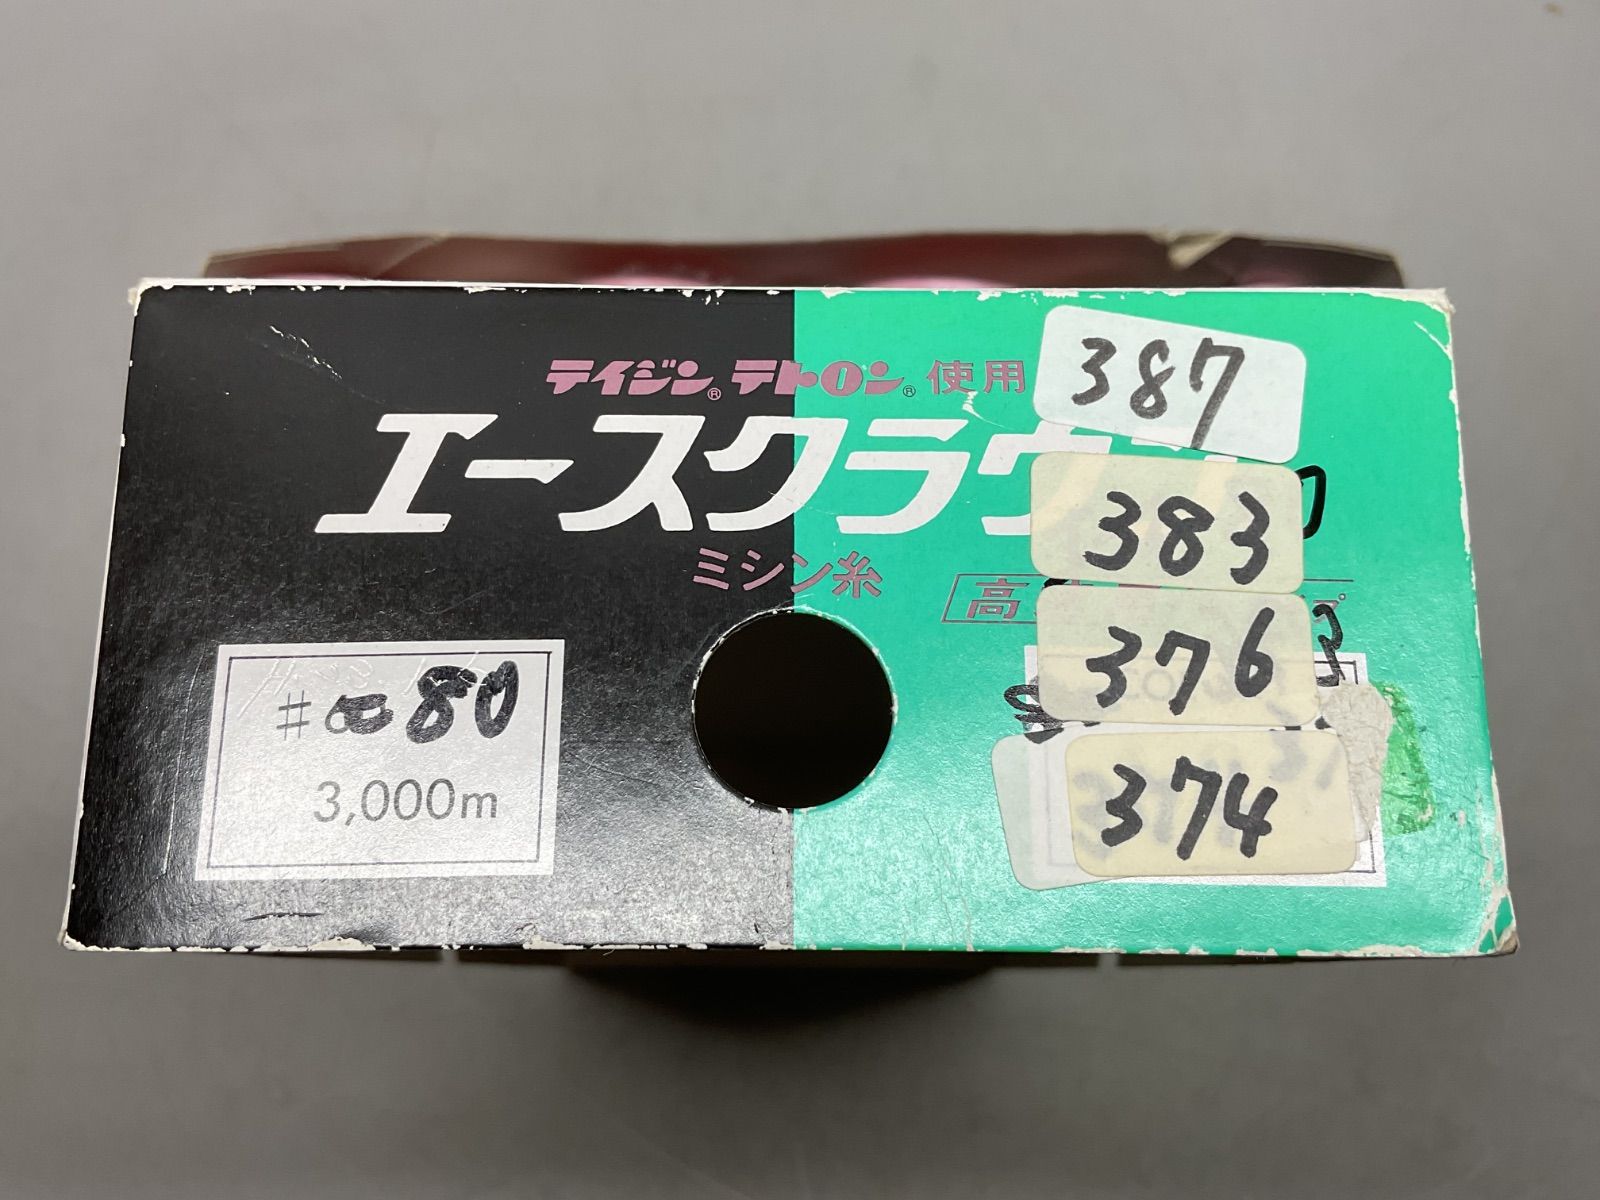 テイジン®テトロン®使用
エースクラウン
387
383
ミシン糸
高
376
#80
3,000m
374